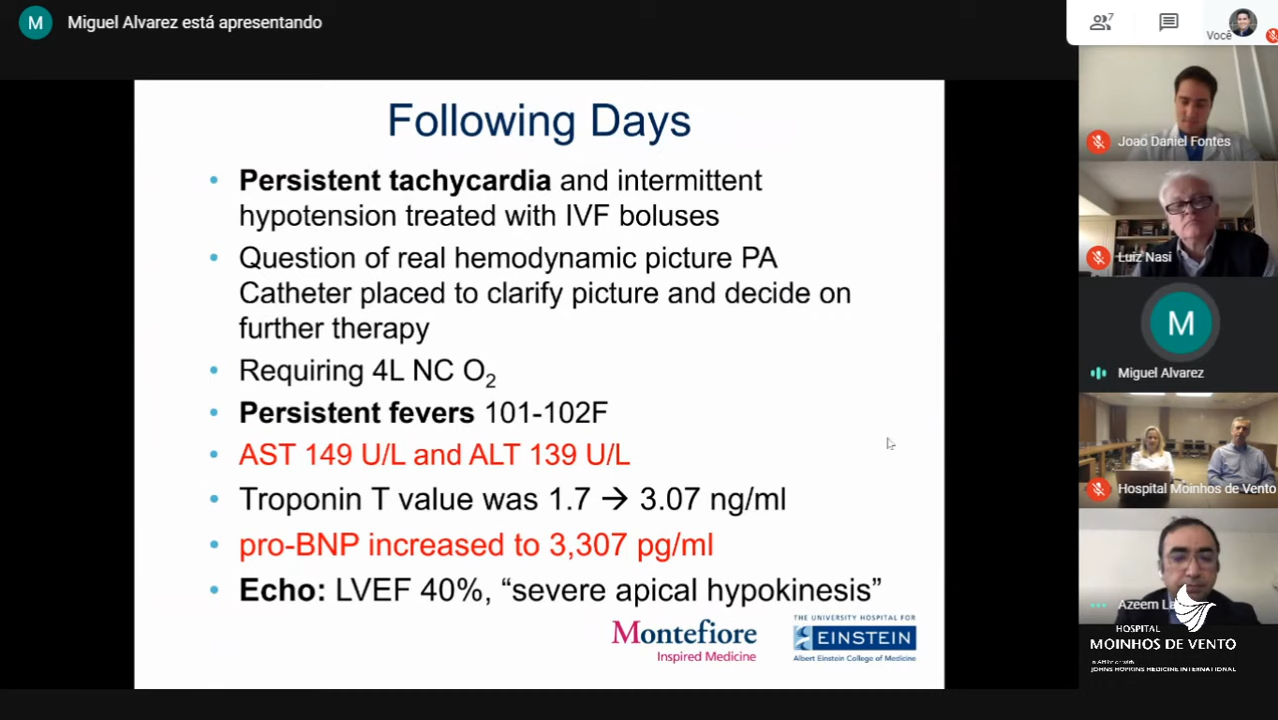 M
Miguel Alvarez está apresentando
7
Você
Following Days
• Persistent tachycardia and intermittent
hypotension treated with IVF boluses
• Question of real hemodynamic picture PA
Catheter placed to clarify picture and decide on
further therapy
• Requiring 4L NC O₂
• Persistent fevers 101-102F
• AST 149 U/L and ALT 139 U/L
• Troponin T value was 1.7 → 3.07 ng/ml
• pro-BNP increased to 3,307 pg/ml
• Echo: LVEF 40%, “severe apical hypokinesis”
Montefiore
Inspired Medicine
THE UNIVERSITY HOSPITAL FOR
EINSTEIN
Albert Einstein College of Medicine
Joao Daniel Fontes
Luiz Nasi
M
Miguel Alvarez
Hospital Moinhos de Vento
Azeem La
HOSPITAL
MOINHOS DE VENTO
JOHNS HOPKINS MEDICINE INTERNATIONAL